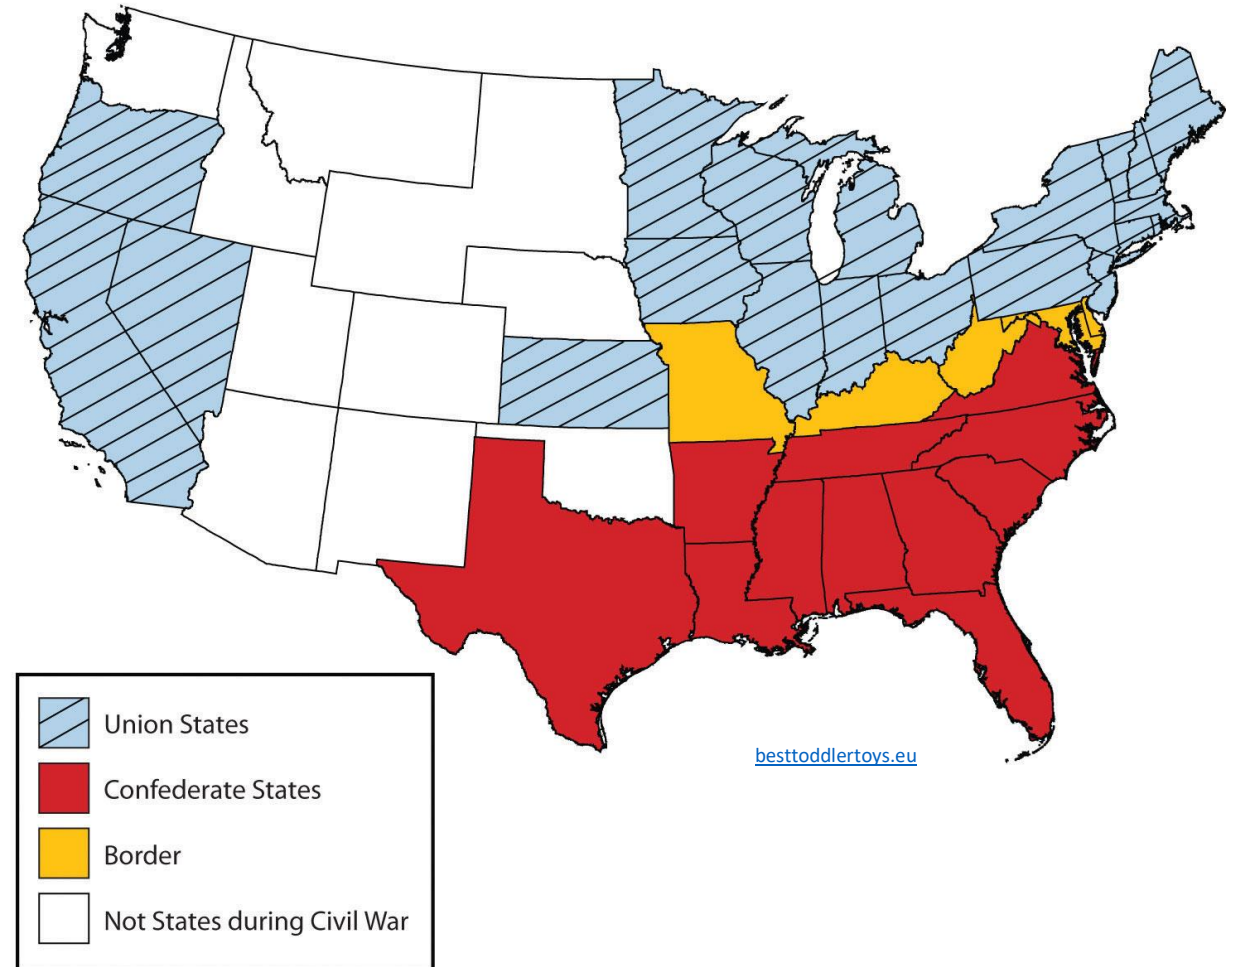 besttoddlertoys.eu
Union States
Confederate States
Border
Not States during Civil War